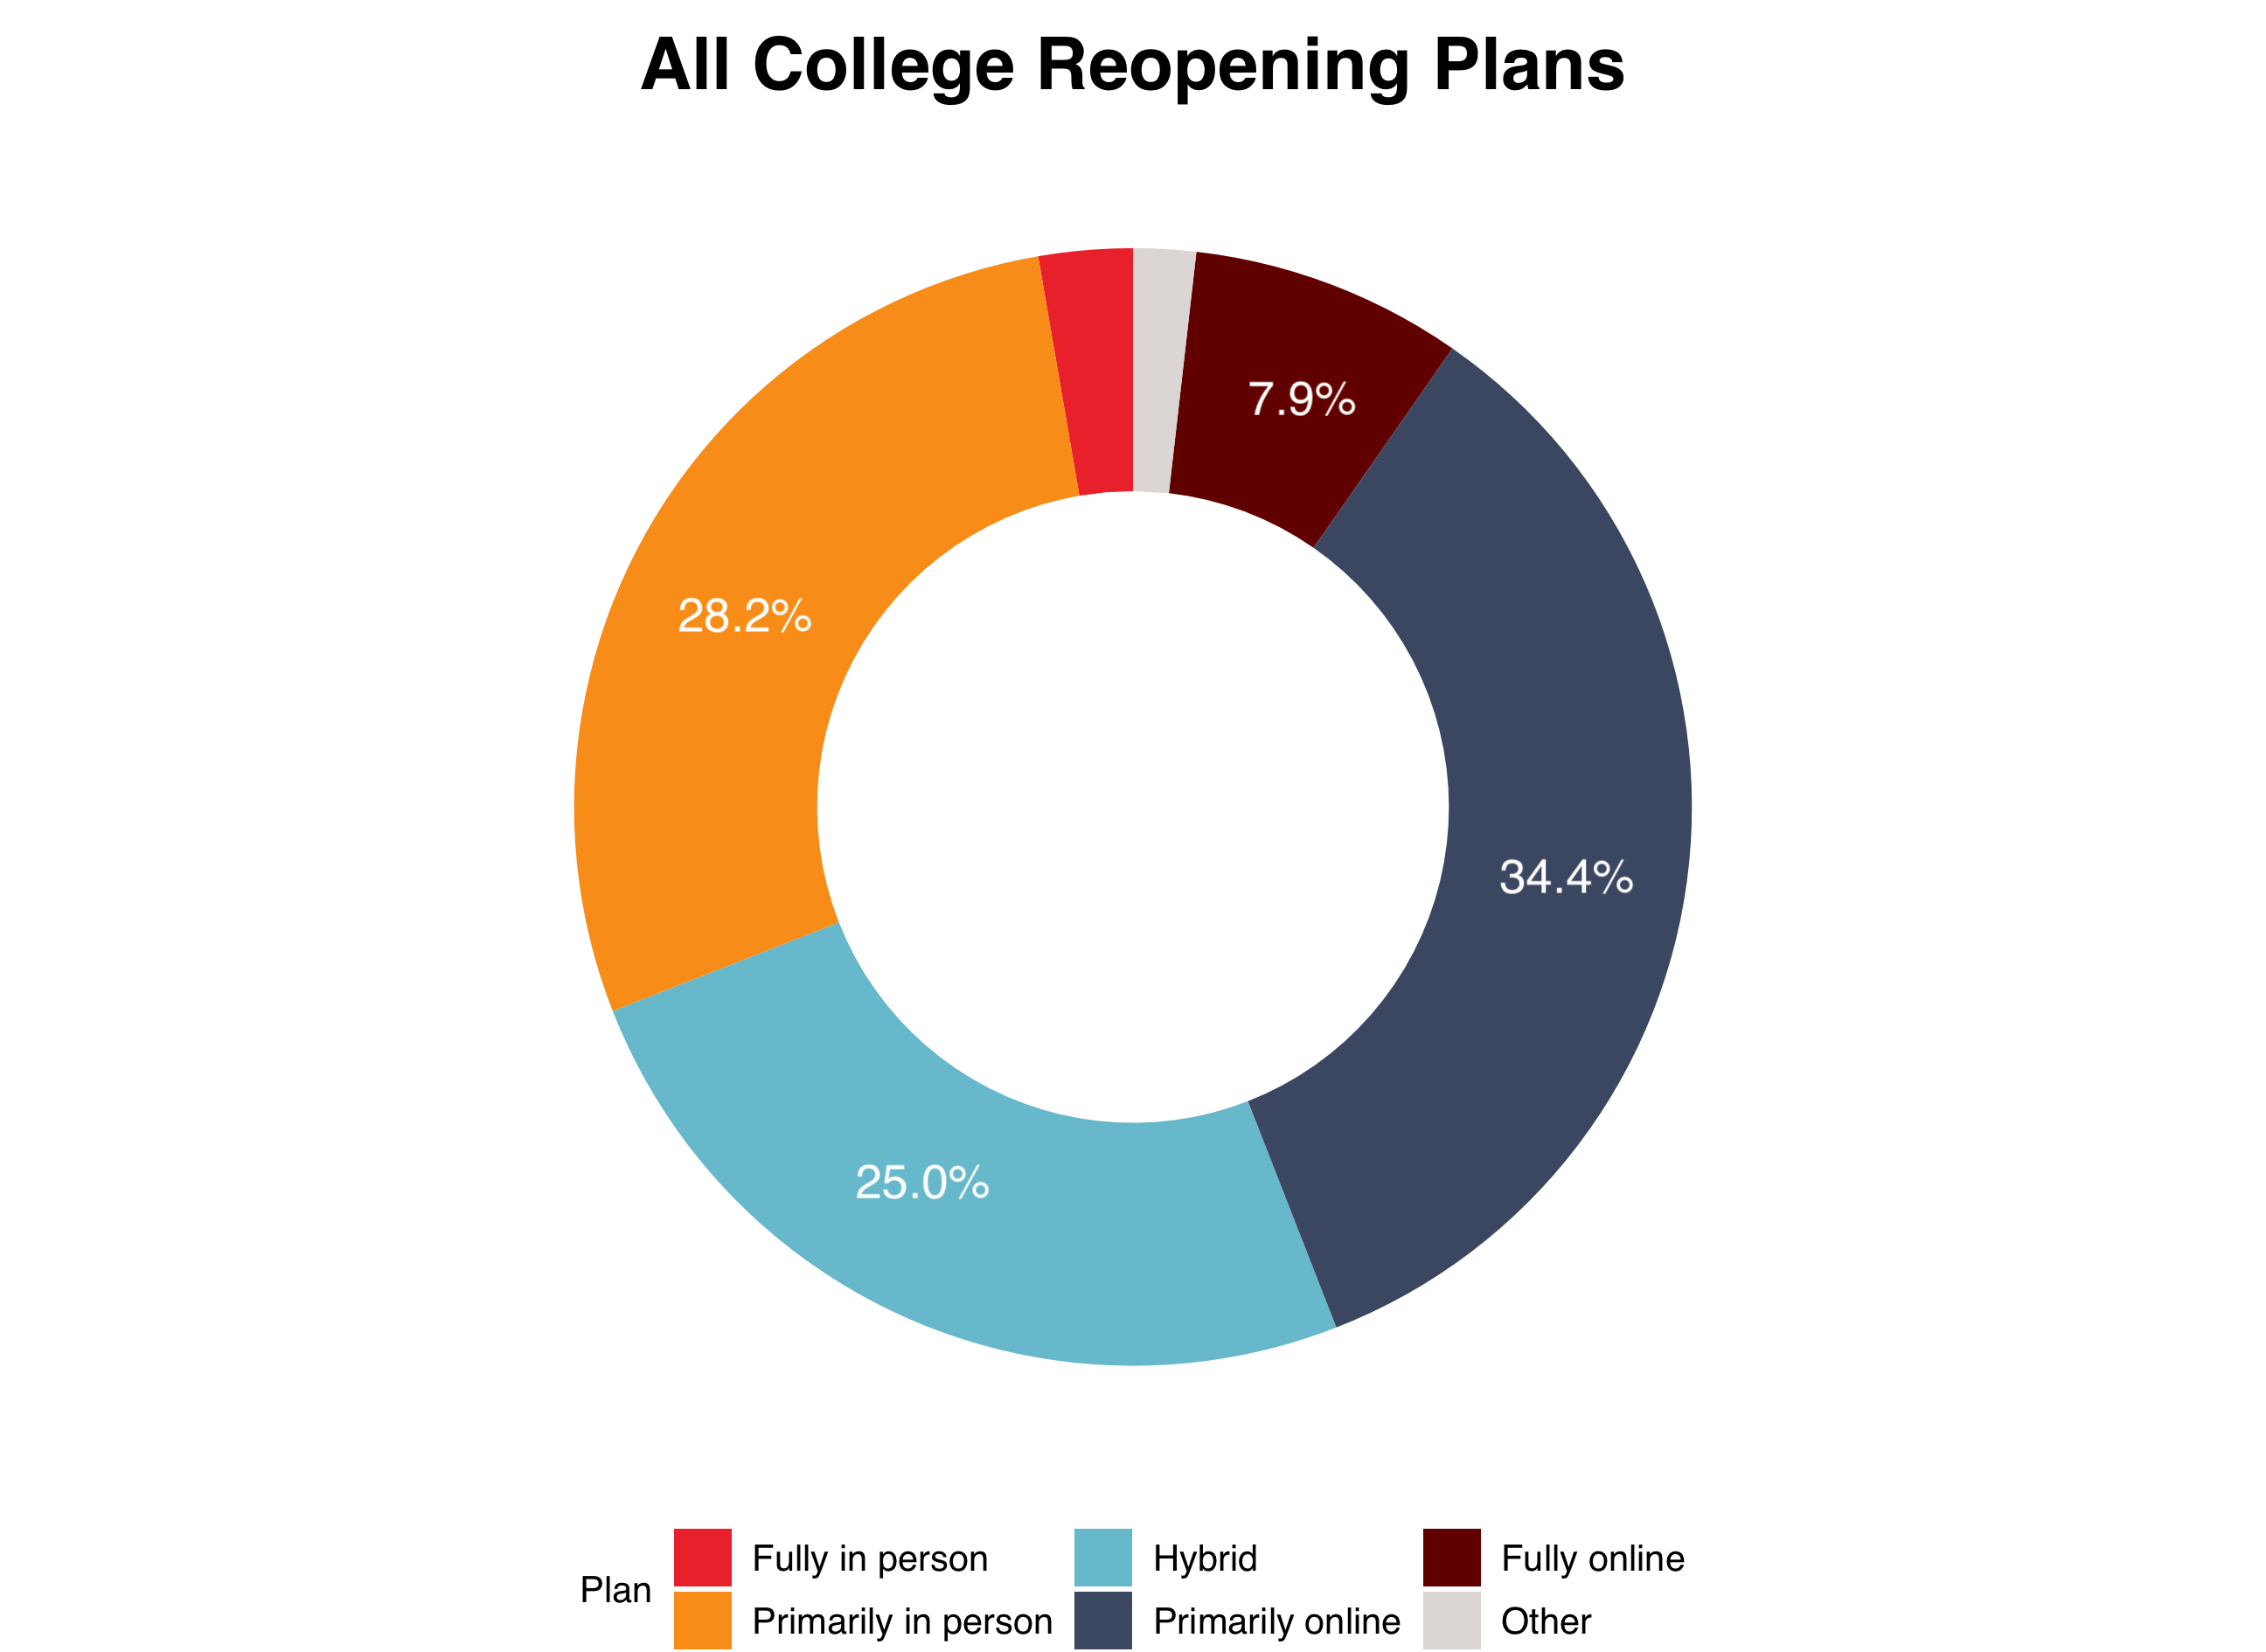 All College Reopening Plans
7.9%
28.2%
34.4%
25.0%
Plan
Fully in person
Hybrid
Fully online
Primarily in person
Primarily online
Other